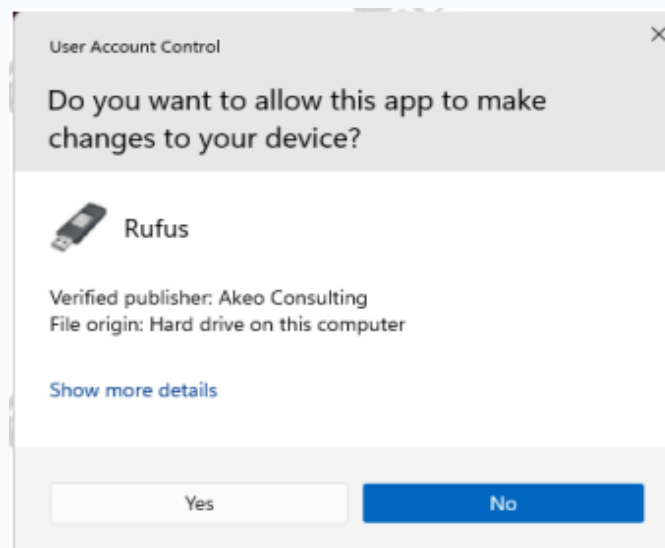 User Account Control
Do you want to allow this app to make
changes to your device?
Rufus
Verified publisher: Akeo Consulting
File origin: Hard drive on this computer
Show more details
Yes
No